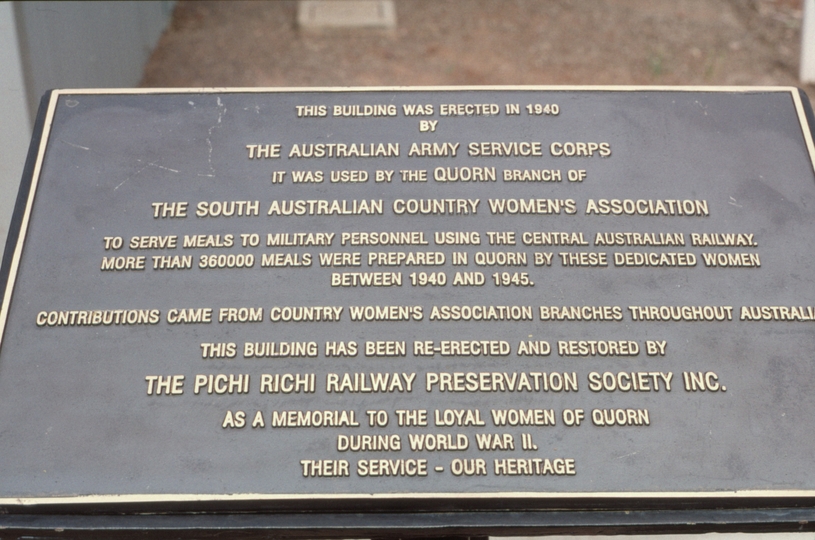 THIS BUILDING WAS ERECTED IN 1940
BY
THE AUSTRALIAN ARMY SERVICE CORPS
IT WAS USED BY THE QUORN BRANCH OF
THE SOUTH AUSTRALIAN COUNTRY WOMEN'S ASSOCIATION
TO SERVE MEALS TO MILITARY PERSONNEL USING THE CENTRAL AUSTRALIAN RAILWAY.
MORE THAN 360000 MEALS WERE PREPARED IN QUORN BY THESE DEDICATED WOMEN
BETWEEN 1940 AND 1945.
CONTRIBUTIONS CAME FROM COUNTRY WOMEN'S ASSOCIATION BRANCHES THROUGHOUT AUSTRALI
THIS BUILDING HAS BEEN RE-ERECTED AND RESTORED BY
THE PICHI RICHI RAILWAY PRESERVATION SOCIETY INC.
AS A MEMORIAL TO THE LOYAL WOMEN OF QUORN
DURING WORLD WAR II.
THEIR SERVICE - OUR HERITAGE